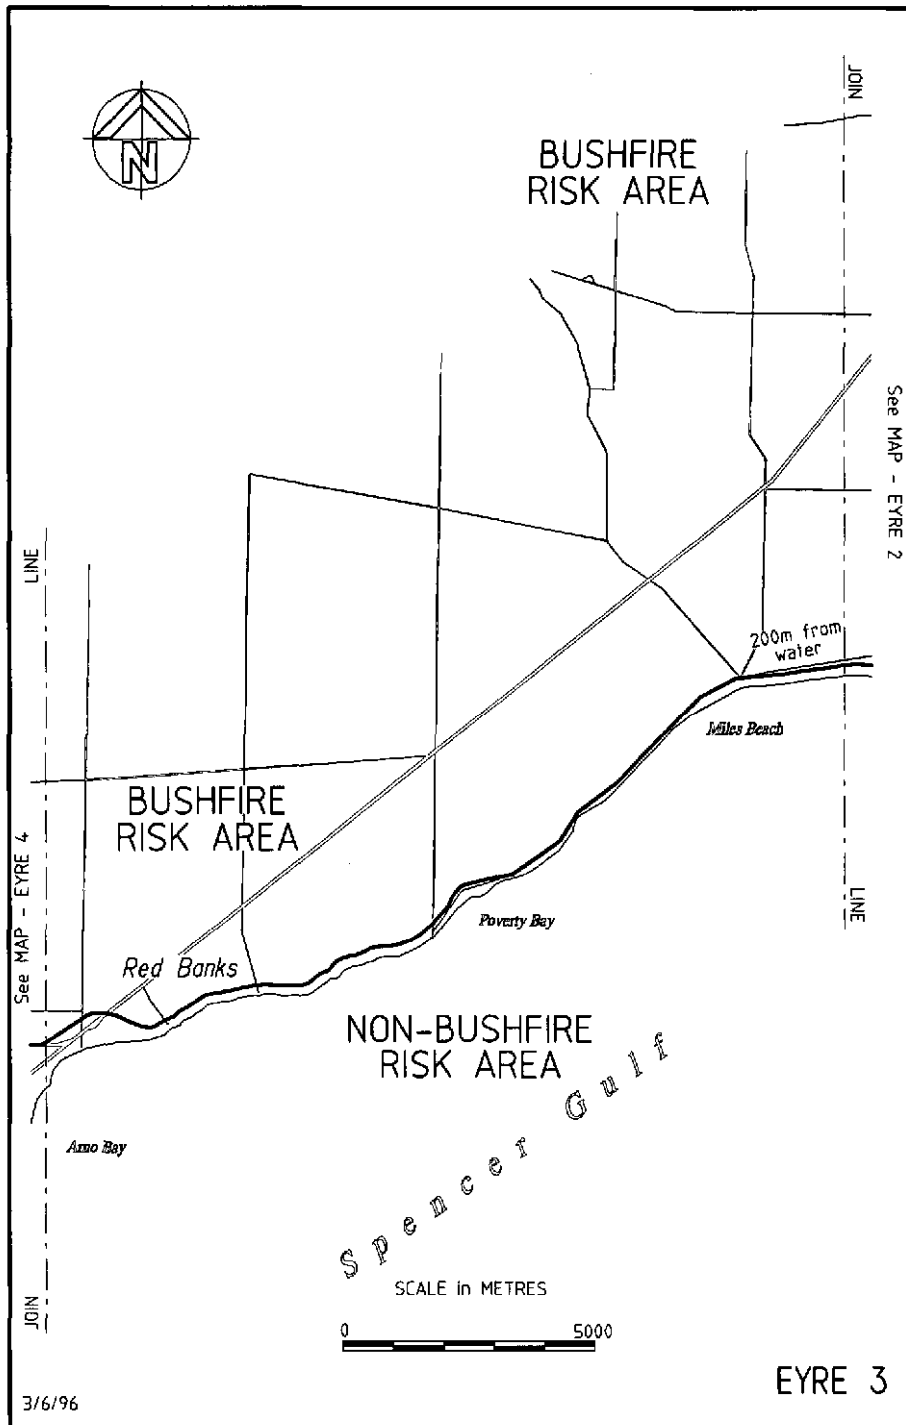 N
JOIN
BUSHFIRE
RISK AREA
See MAP - EYRE 2
LINE
200m from
water
Miles Beach
BUSHFIRE
RISK AREA
See MAP - EYRE 4
LINE
Poverty Bay
Red Banks
NON-BUSHFIRE
RISK AREA
Spencer Gulf
Arno Bay
SCALE in METRES
0 5000
JOIN
EYRE 3
3/6/96